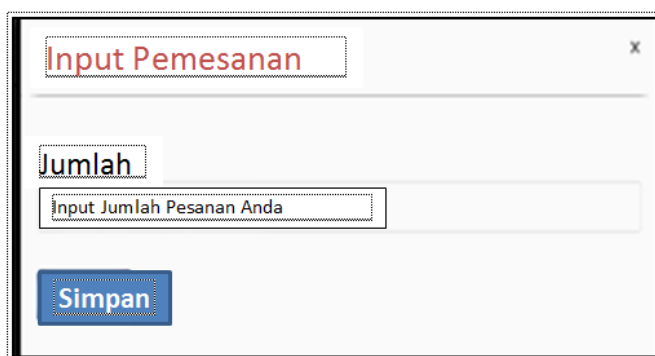 Input Pemesanan
x
Jumlah
Input Jumlah Pesanan Anda
Simpan